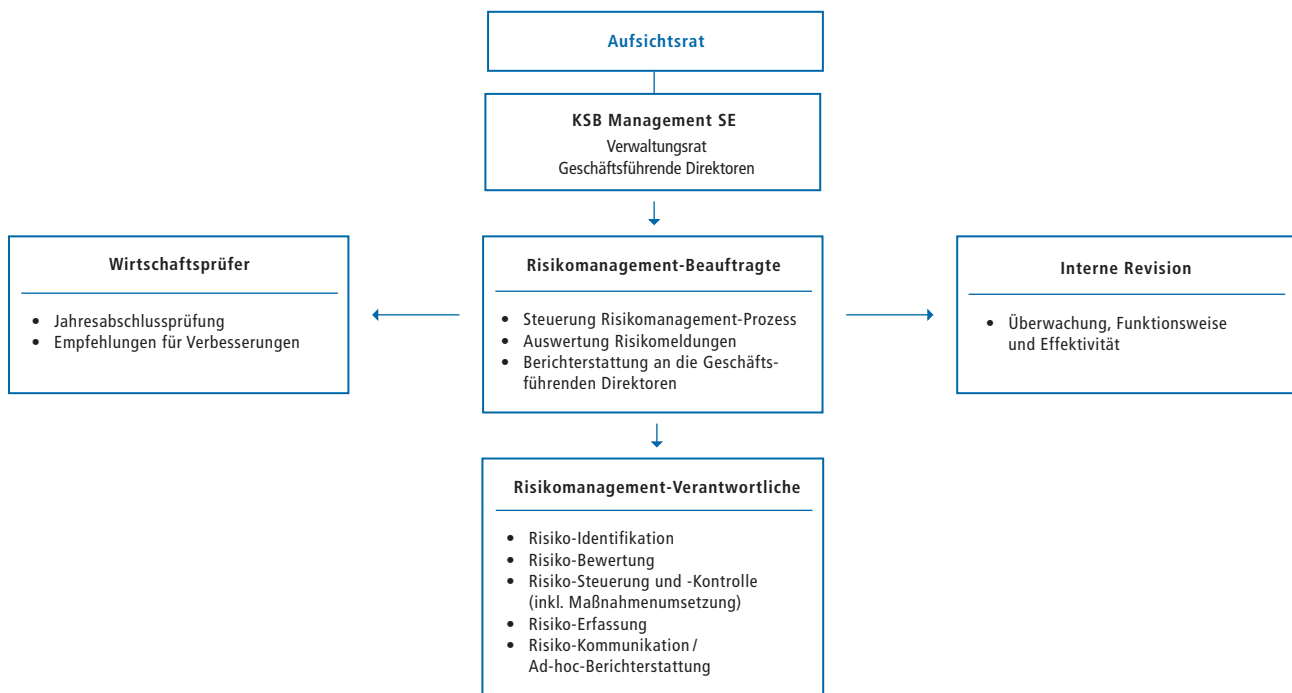 Aufsichtsrat
KSB Management SE
Verwaltungsrat
Geschäftsführende Direktoren
Wirtschaftsprüfer
• Jahresabschlussprüfung
• Empfehlungen für Verbesserungen
Risikomanagement-Beauftragte
• Steuerung Risikomanagement-Prozess
• Auswertung Risikomeldungen
• Berichterstattung an die Geschäfts-
führenden Direktoren
Interne Revision
• Überwachung, Funktionsweise
und Effektivität
Risikomanagement-Verantwortliche
• Risiko-Identifikation
• Risiko-Bewertung
• Risiko-Steuerung und -Kontrolle
(inkl. Maßnahmenumsetzung)
• Risiko-Erfassung
• Risiko-Kommunikation /
Ad-hoc-Berichterstattung